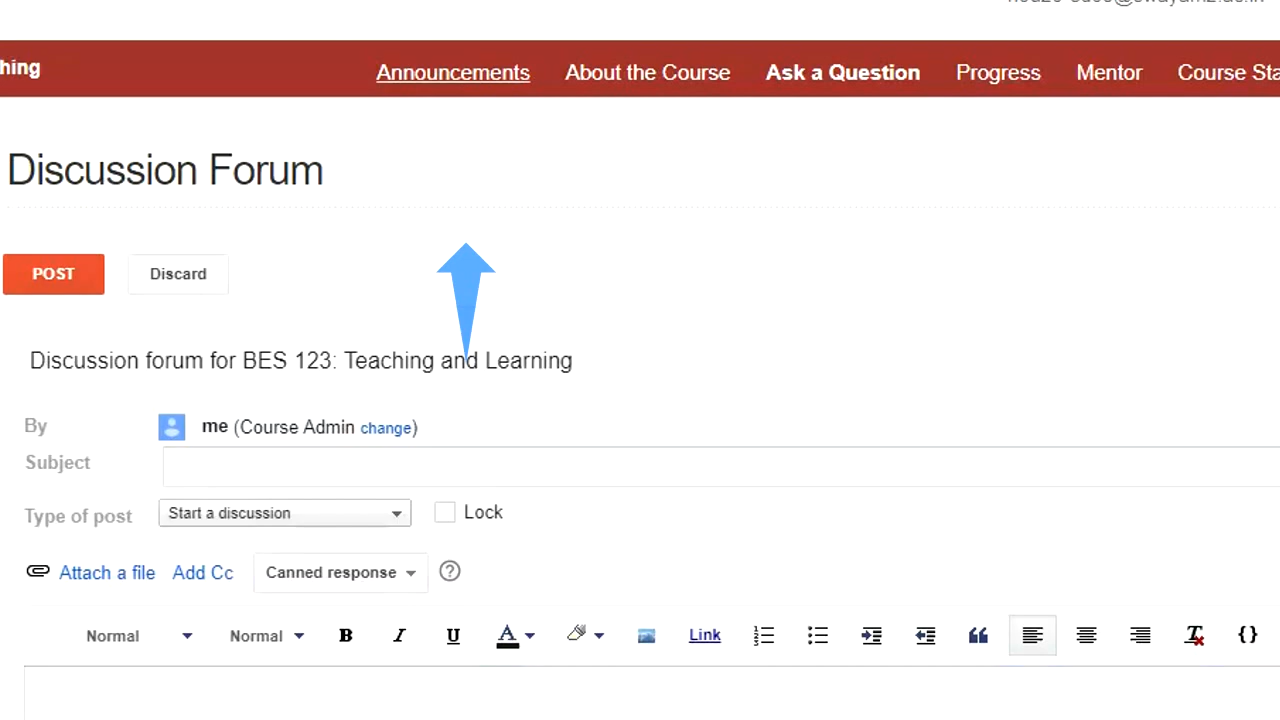 hing Announcements About the Course Ask a Question Progress Mentor Course Sta
Discussion Forum
POST Discard
Discussion forum for BES 123: Teaching and Learning
By me (Course Admin change)
Subject
Type of post Start a discussion Lock
Attach a file Add Cc Canned response ?
Normal Normal B I U A Link {}